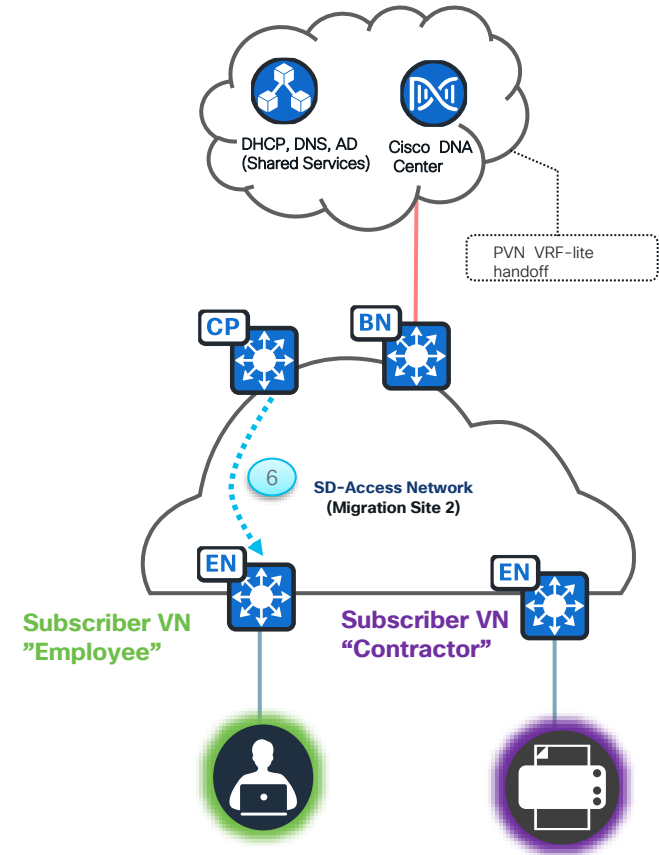 DHCP, DNS, AD
(Shared Services)
Cisco DNA
Center
PVN VRF-lite
handoff
CP
BN
6
SD-Access Network
(Migration Site 2)
EN
EN
Subscriber VN
”Employee”
Subscriber VN
“Contractor”